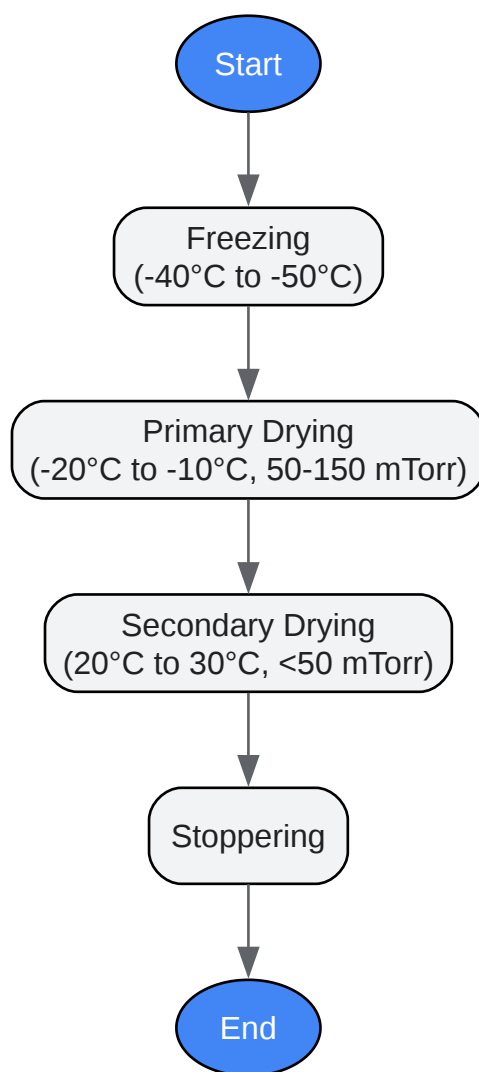 Start
Freezing
(-40°C to -50°C)
Primary Drying
(-20°C to -10°C, 50-150 mTorr)
Secondary Drying
(20°C to 30°C, <50 mTorr)
Stoppering
End